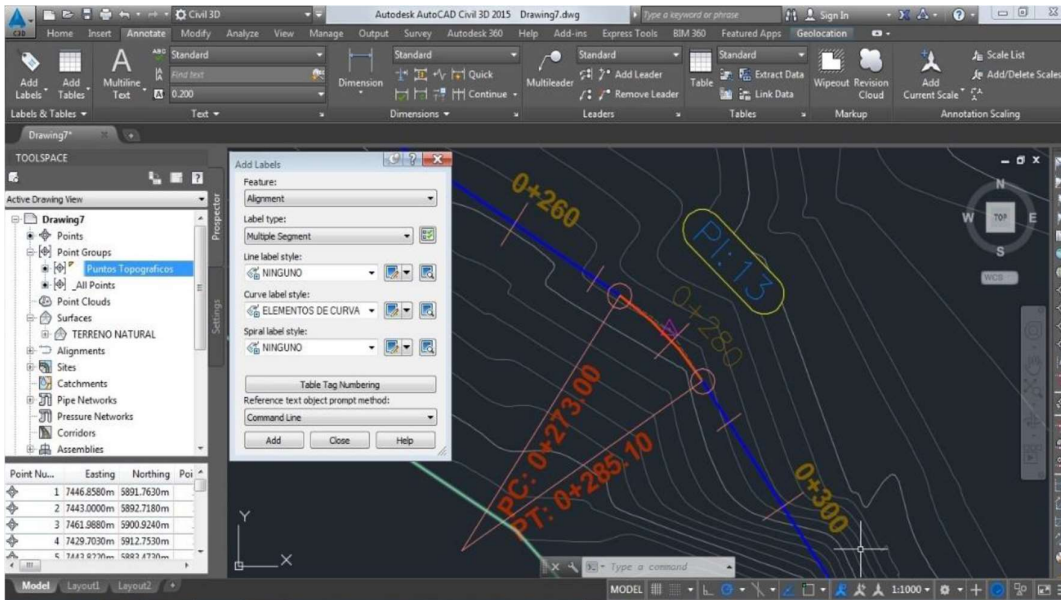 Civil 3D
Autodesk AutoCAD Civil 3D 2015 Drawing7.dwg
Type a keyword or phrase
Sign In
C3D
Home Insert Annotate Modify Analyze View Manage Output Survey Autodesk 360 Help Add-ins Express Tools BIM 360 Featured Apps Geolocation
Add Labels
Add Tables
Multiline Text
ABC Standard
Find text
0.200
Dimension
Standard
Quick
Continue
Multileader
Standard
Add Leader
Remove Leader
Table
Standard
Extract Data
Link Data
Wipeout
Revision Cloud
Add Current Scale
Scale List
Add/Delete Scales
Labels & Tables
Text
Dimensions
Leaders
Tables
Markup
Annotation Scaling
Drawing7*
TOOLSPACE
Active Drawing View
Drawing7
Points
Point Groups
Puntos Topograficos
_All Points
Point Clouds
Surfaces
TERRENO NATURAL
Alignments
Sites
Catchments
Pipe Networks
Pressure Networks
Corridors
Assemblies
Prospector
Settings
Point Nu... Easting Northing Poi
1 7446.8580m 5891.7630m
2 7443.0000m 5892.7180m
3 7461.9880m 5900.9240m
4 7429.7030m 5912.7530m
5 7443.8220m 5883.4730m
Add Labels
Feature:
Alignment
Label type:
Multiple Segment
Line label style:
NINGUNO
Curve label style:
ELEMENTOS DE CURVA
Spiral label style:
NINGUNO
Table Tag Numbering
Reference text object prompt method:
Command Line
Add Close Help
0+260
PI: 13
0+280
PC: 0+273.00
PT: 0+285.10
0+300
N
W TOP E
S
WCS
Y
X
Type a command
Model Layout1 Layout2 +
MODEL
1:1000